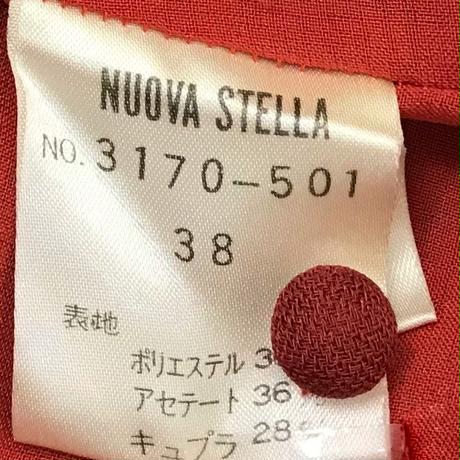 NUOVA STELLA
NO. 3170-501
38
表地
ポリエステル 3
アセテート 36
キュプラ 28